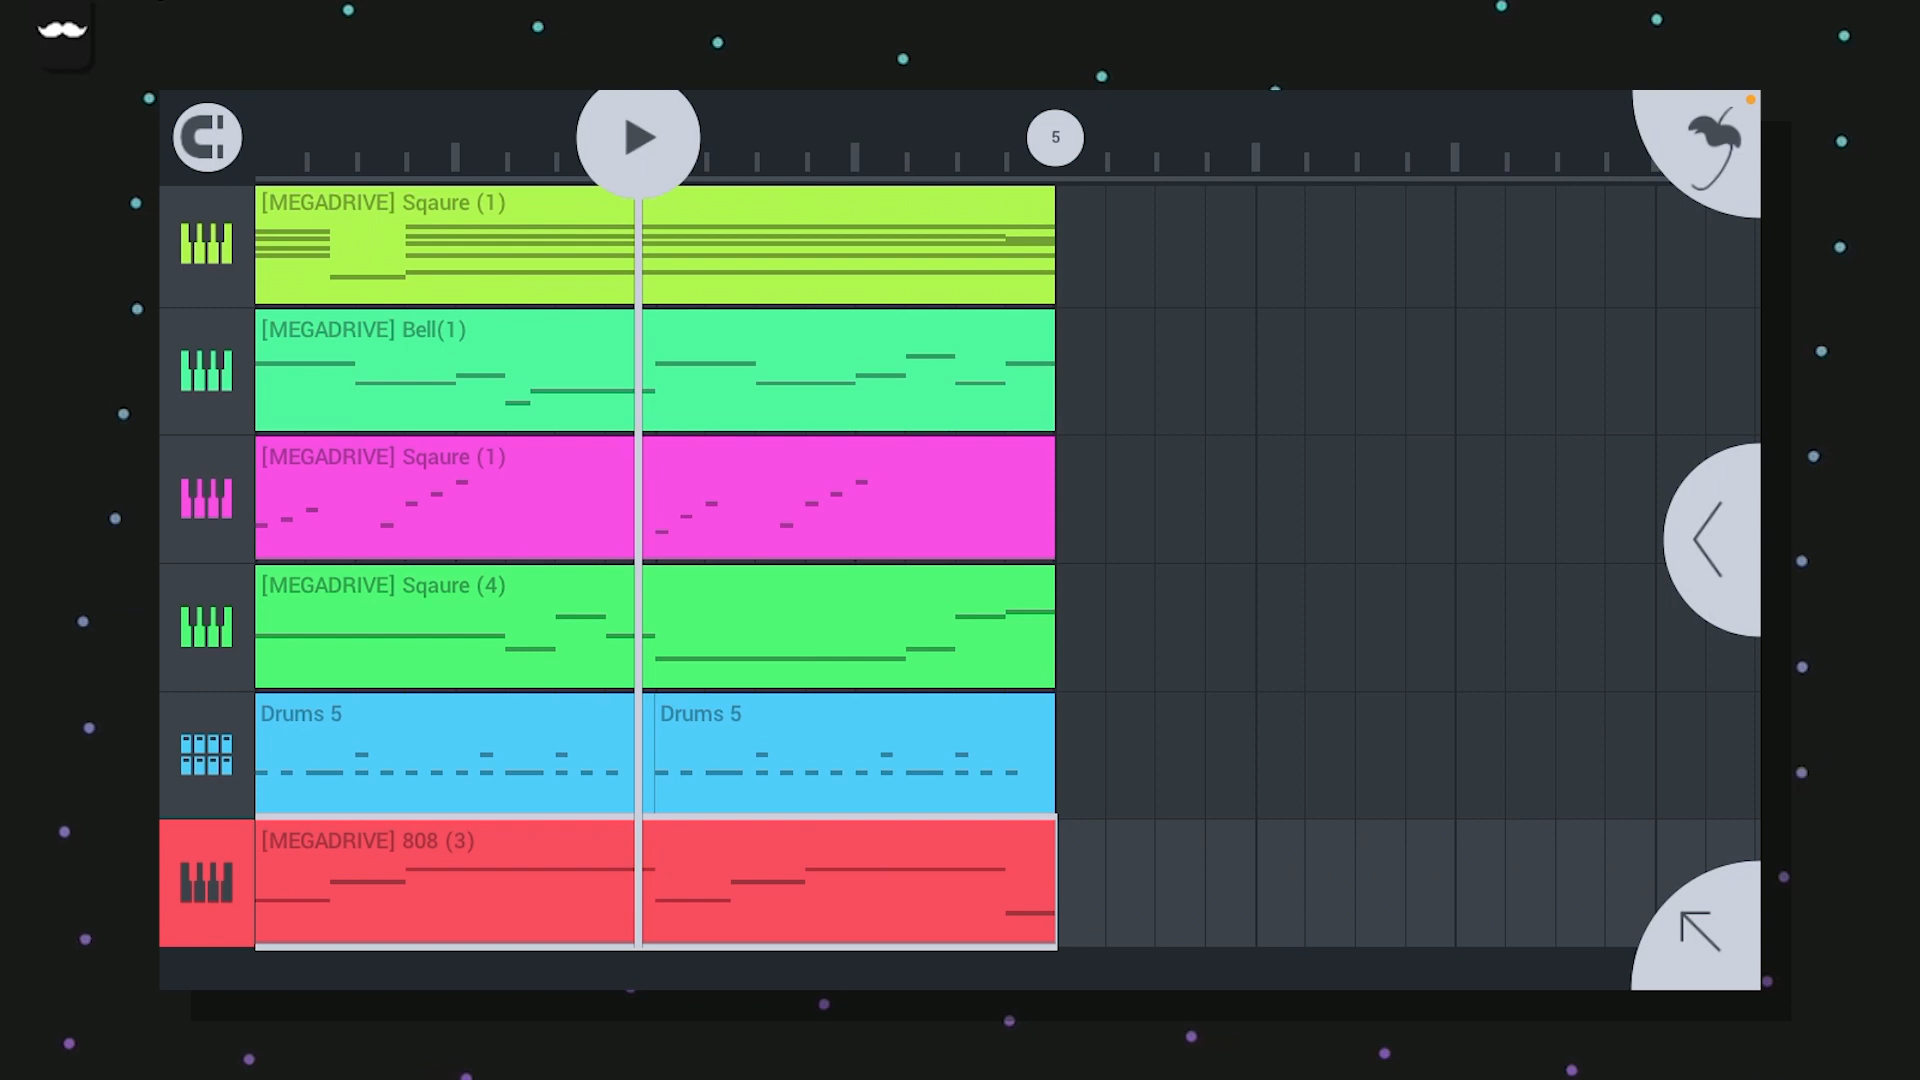 5
[MEGADRIVE] Sqaure (1)
[MEGADRIVE] Bell(1)
[MEGADRIVE] Sqaure (1)
[MEGADRIVE] Sqaure (4)
Drums 5 Drums 5
[MEGADRIVE] 808 (3)